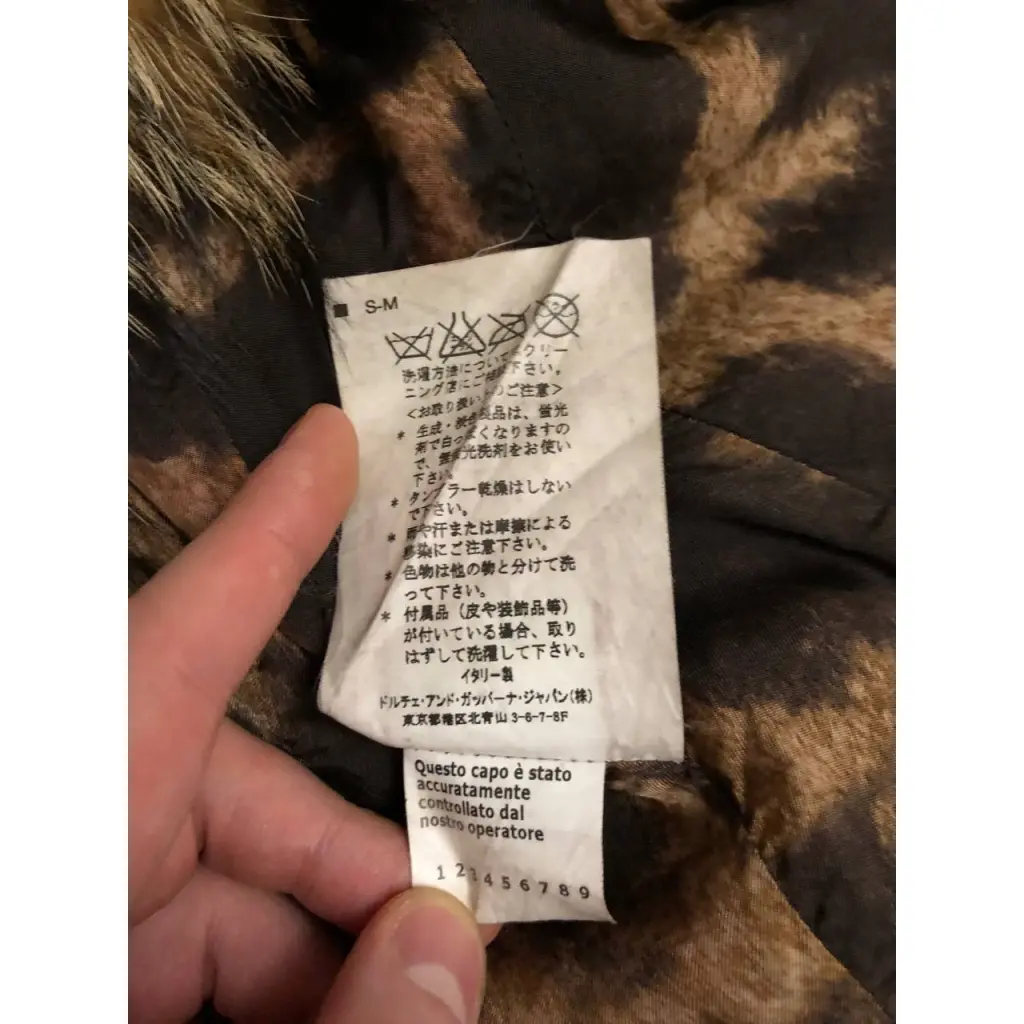 S-M
洗濯方法についてはクリー
ニング店にご相談下さい。
<お取り扱い上のご注意>
* 生成・淡色製品は、蛍光
剤で白っぽくなりますの
で、無蛍光洗剤をお使い
下さい。
* タンブラー乾燥はしない
で下さい。
* 雨や汗または摩擦による
移染にご注意下さい。
* 色物は他の物と分けて洗
って下さい。
* 付属品(皮や装飾品等)
が付いている場合、取り
はずして洗濯して下さい。
イタリー製
ドルチェ・アンド・ガッバーナ・ジャパン(株)
東京都港区北青山 3-6-7-8F
Questo capo è stato
accuratamente
controllato dal
nostro operatore
1 2 3 4 5 6 7 8 9